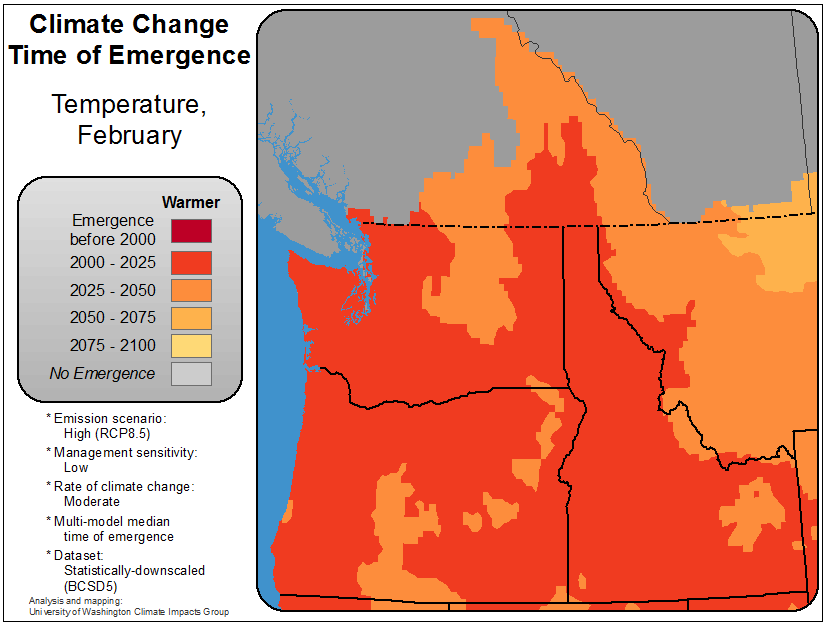 Climate Change
Time of Emergence
Temperature,
February
Warmer
Emergence
before 2000
2000 - 2025
2025 - 2050
2050 - 2075
2075 - 2100
No Emergence
* Emission scenario:
High (RCP8.5)
* Management sensitivity:
Low
* Rate of climate change:
Moderate
* Multi-model median
time of emergence
* Dataset:
Statistically-downscaled
(BCSD5)
Analysis and mapping:
University of Washington Climate Impacts Group